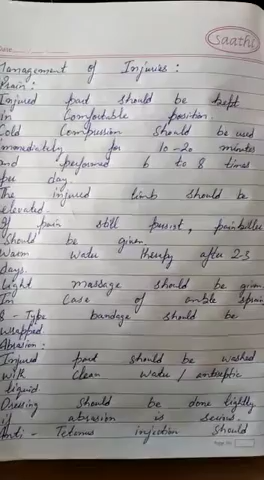 Saathi
Date
Management of Injuries :
Sprain :
Injured part should be kept
in Comfortable position.
Cold Compression should be used
immediately for 10-20 minutes
and performed 6 to 8 times
per day.
The injured limb should be
elevated.
If pain still persist, painkiller
should be given.
Warm Water therepy after 2-3
days.
Light massage should be given.
In Case of ankle sprain
8 - Type bandage should be
wrapped.
Abrasion :
Injured part should be washed
with clean water / antiseptic
liquid
Dressing should be done lightly
if abrasion is serious.
Anti - Tetenus injection should